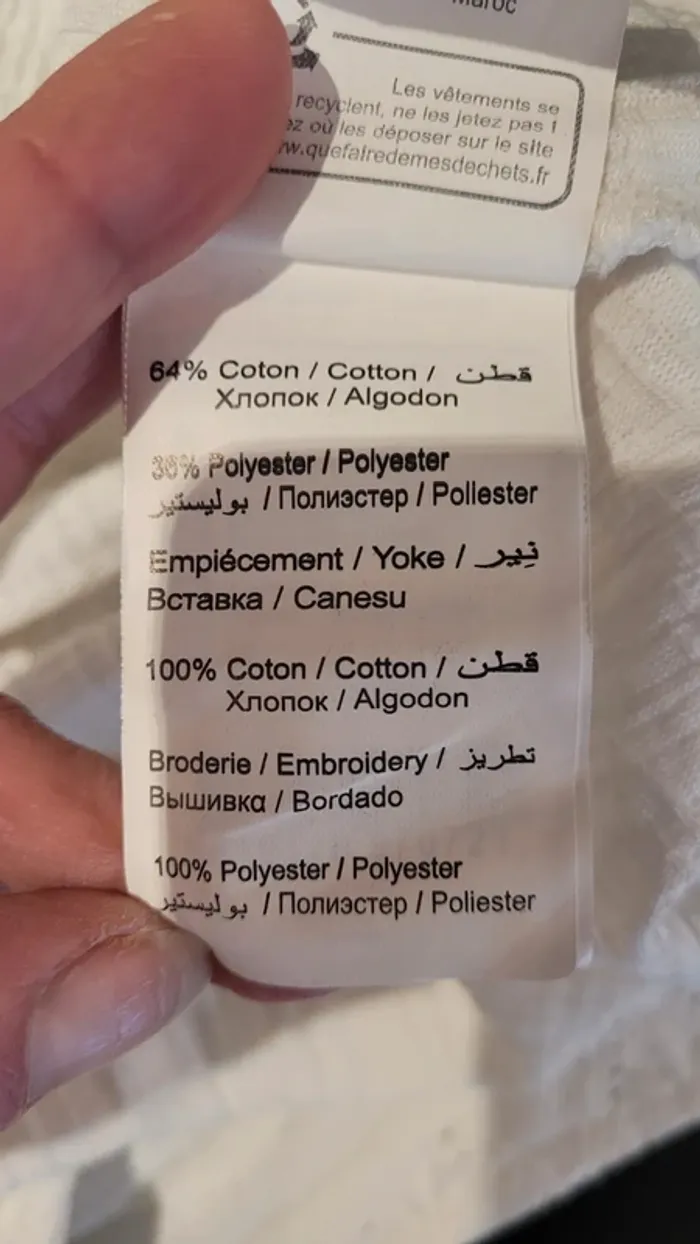 Maroc
Les vêtements se
recyclent, ne les jetez pas !
ez où les déposer sur le site
w.quefairedemesdechets.fr
64% Coton / Cotton / قطن
Хлопок / Algodon
36% Polyester / Polyester
بوليستير / Полиэстер / Poliester
Empiécement / Yoke / نِير
Вставка / Canesu
100% Coton / Cotton / قطن
Хлопок / Algodon
Broderie / Embroidery / تطريز
Вышивка / Bordado
100% Polyester / Polyester
بوليستير / Полиэстер / Poliester